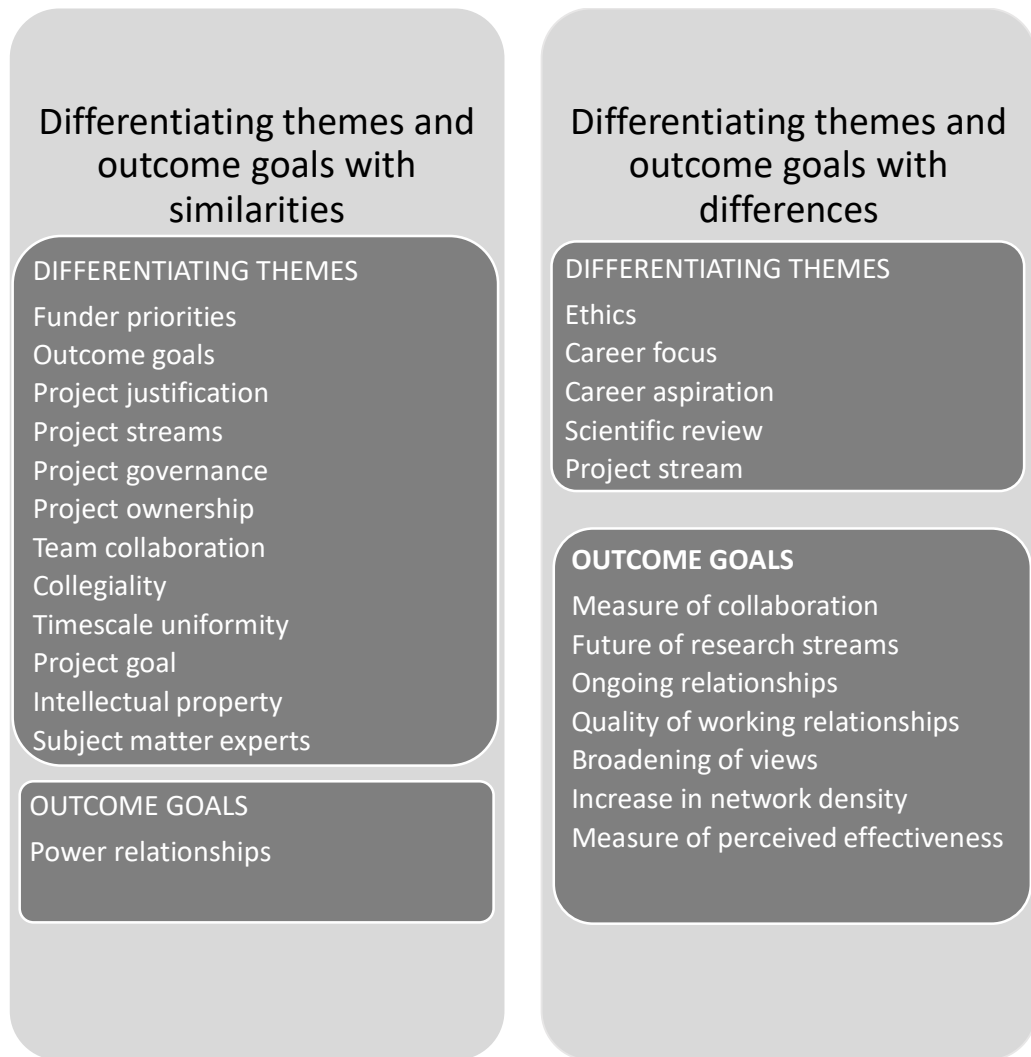 Differentiating themes and
outcome goals with
similarities
DIFFERENTIATING THEMES
Funder priorities
Outcome goals
Project justification
Project streams
Project governance
Project ownership
Team collaboration
Collegiality
Timescale uniformity
Project goal
Intellectual property
Subject matter experts
OUTCOME GOALS
Power relationships
Differentiating themes and
outcome goals with
differences
DIFFERENTIATING THEMES
Ethics
Career focus
Career aspiration
Scientific review
Project stream
OUTCOME GOALS
Measure of collaboration
Future of research streams
Ongoing relationships
Quality of working relationships
Broadening of views
Increase in network density
Measure of perceived effectiveness